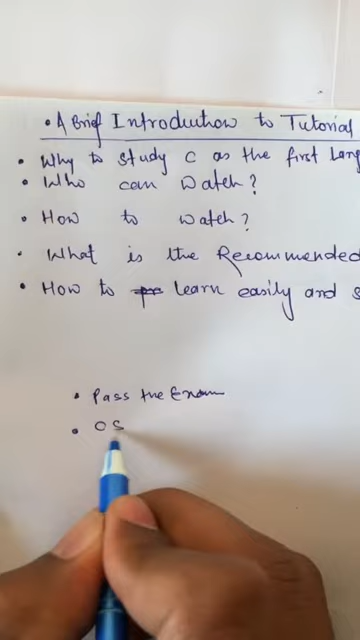 • A Brief Introduction to Tutorial
• Why to study C as the first Lang
• Who can watch?
• How to watch?
• What is the Recommended
• How to learn easily and s
• Pass the Exam
• OS